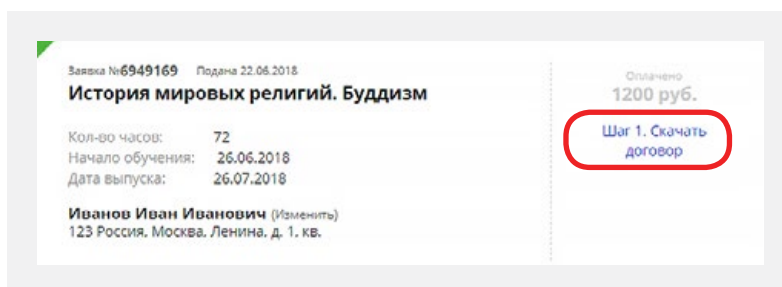 Заявка №6949169 Подана 22.06.2018
История мировых религий. Буддизм
Кол-во часов: 72
Начало обучения: 26.06.2018
Дата выпуска: 26.07.2018
Иванов Иван Иванович (Изменить)
123 Россия, Москва, Ленина, д. 1, кв.
Оплачено
1200 руб.
Шаг 1. Скачать
договор